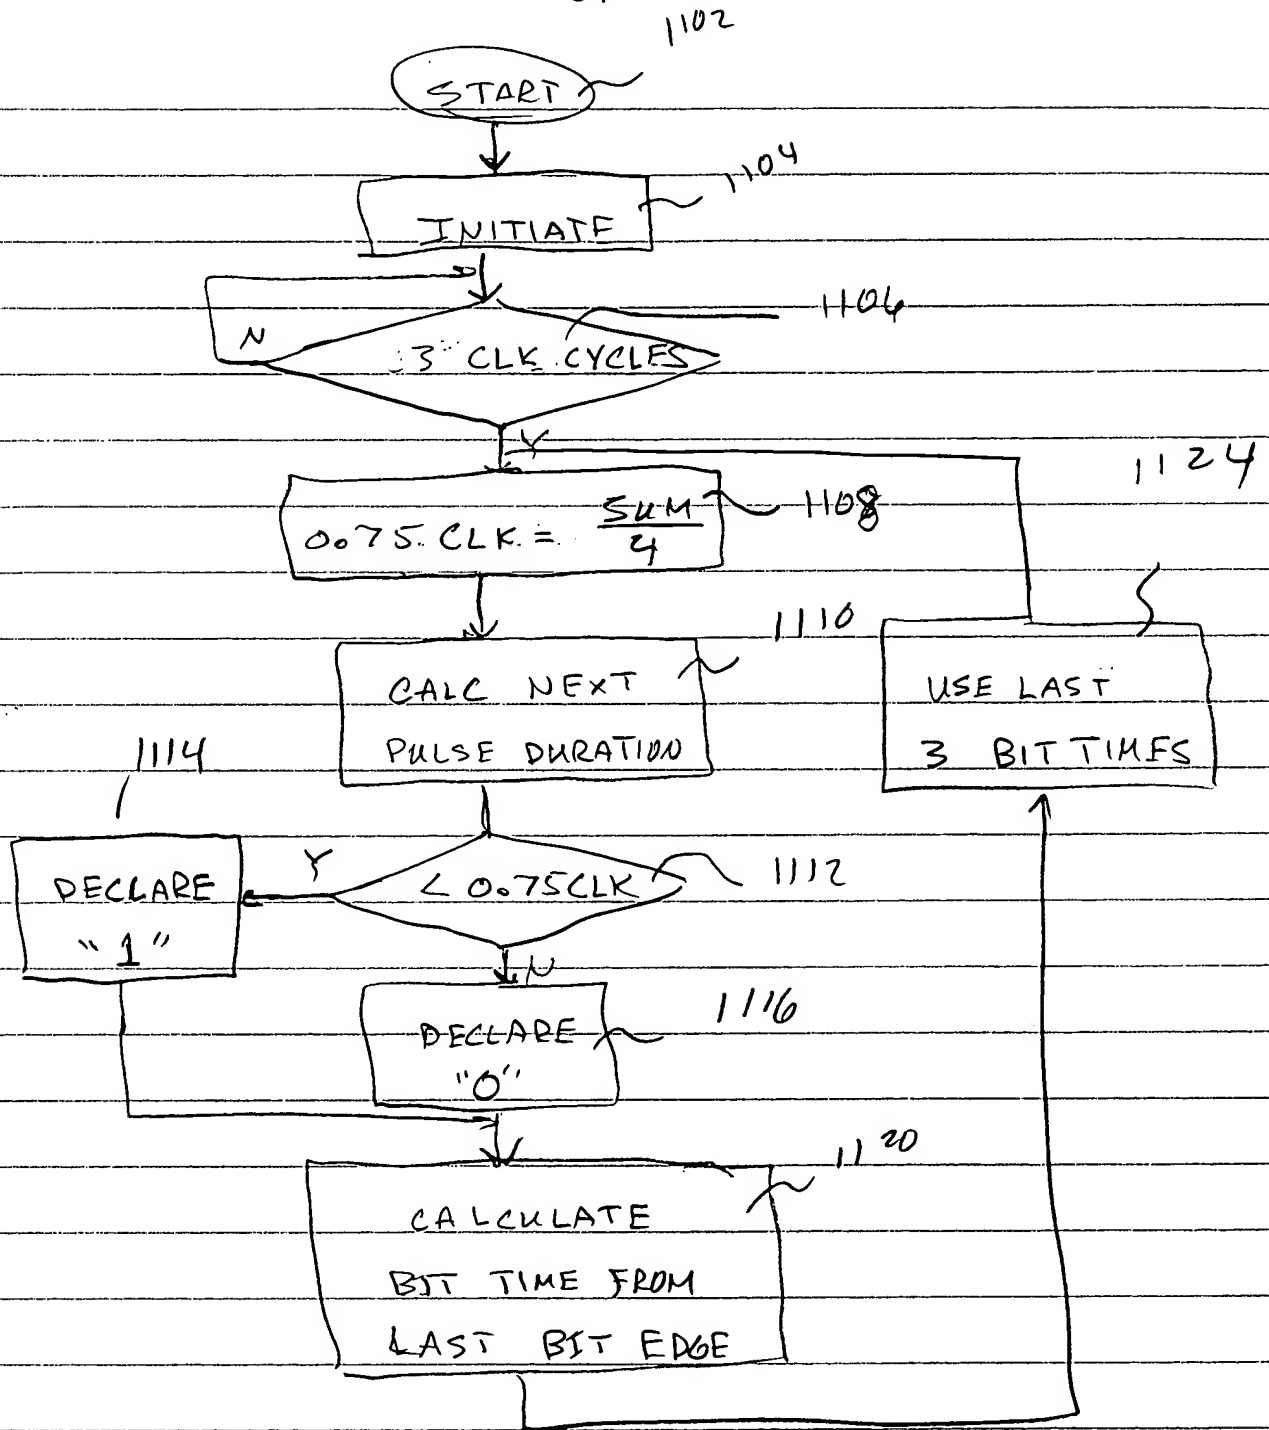 1102
START
1104
INITIATE
1106
N
3 CLK CYCLES
Y
1124
1108
0.75 CLK = SUM/4
1110
CALC NEXT
PULSE DURATION
USE LAST
3 BIT TIMES
1114
Y
< 0.75CLK
1112
DECLARE
"1"
N
1116
DECLARE
"0"
1120
CALCULATE
BIT TIME FROM
LAST BIT EDGE